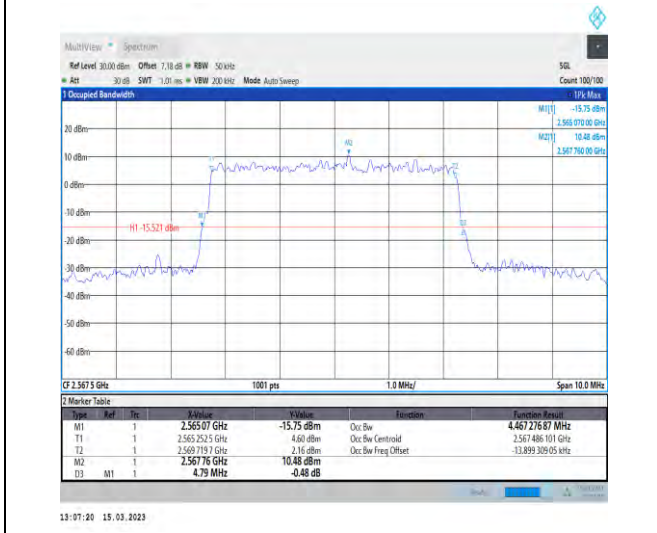 MultiView Spectrum
Ref Level 30.00 dBm Offset 7.18 dB RBW 50 kHz SGL
Att 30 dB SWT 1.01 ms VBW 200 kHz Mode Auto Sweep Count 100/100
1 Occupied Bandwidth 1Pk Max
M1[1] -15.75 dBm
2.565 070 00 GHz
M2[1] 10.48 dBm
2.567 760 00 GHz
20 dBm
M2
T1
T2
10 dBm
0 dBm
-10 dBm
M1
D3
H1 -15.521 dBm
-20 dBm
-30 dBm
-40 dBm
-50 dBm
-60 dBm
CF 2.567 5 GHz 1001 pts 1.0 MHz/ Span 10.0 MHz
2 Marker Table
Type Ref Trc X-Value Y-Value Function Function Result
M1 1 2.56507 GHz -15.75 dBm Occ Bw 4.467 276 87 MHz
T1 1 2.565 252 5 GHz 4.60 dBm Occ Bw Centroid 2.567 486 101 GHz
T2 1 2.569 719 7 GHz 2.16 dBm Occ Bw Freq Offset -13.899 309 05 kHz
M2 1 2.56776 GHz 10.48 dBm
D3 M1 1 4.79 MHz -0.48 dB
Ready
13:07:20 15.03.2023